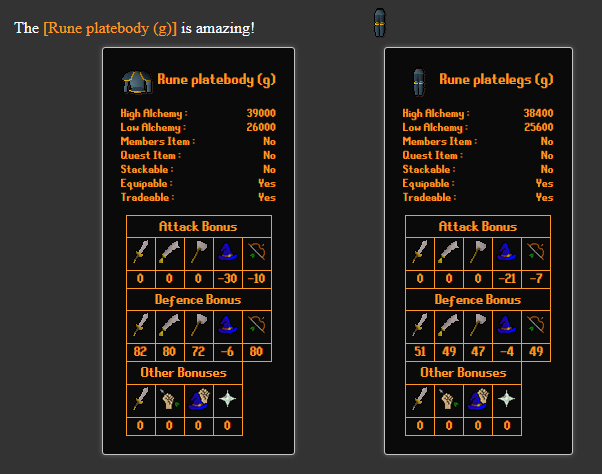 The [Rune platebody (g)] is amazing!
Rune platebody (g)
High Alchemy : 39000
Low Alchemy : 26000
Members Item : No
Quest Item : No
Stackable : No
Equipable : Yes
Tradeable : Yes
Attack Bonus
0 0 0 -30 -10
Defence Bonus
82 80 72 -6 80
Other Bonuses
0 0 0 0
Rune platelegs (g)
High Alchemy : 38400
Low Alchemy : 25600
Members Item : No
Quest Item : No
Stackable : No
Equipable : Yes
Tradeable : Yes
Attack Bonus
0 0 0 -21 -7
Defence Bonus
51 49 47 -4 49
Other Bonuses
0 0 0 0